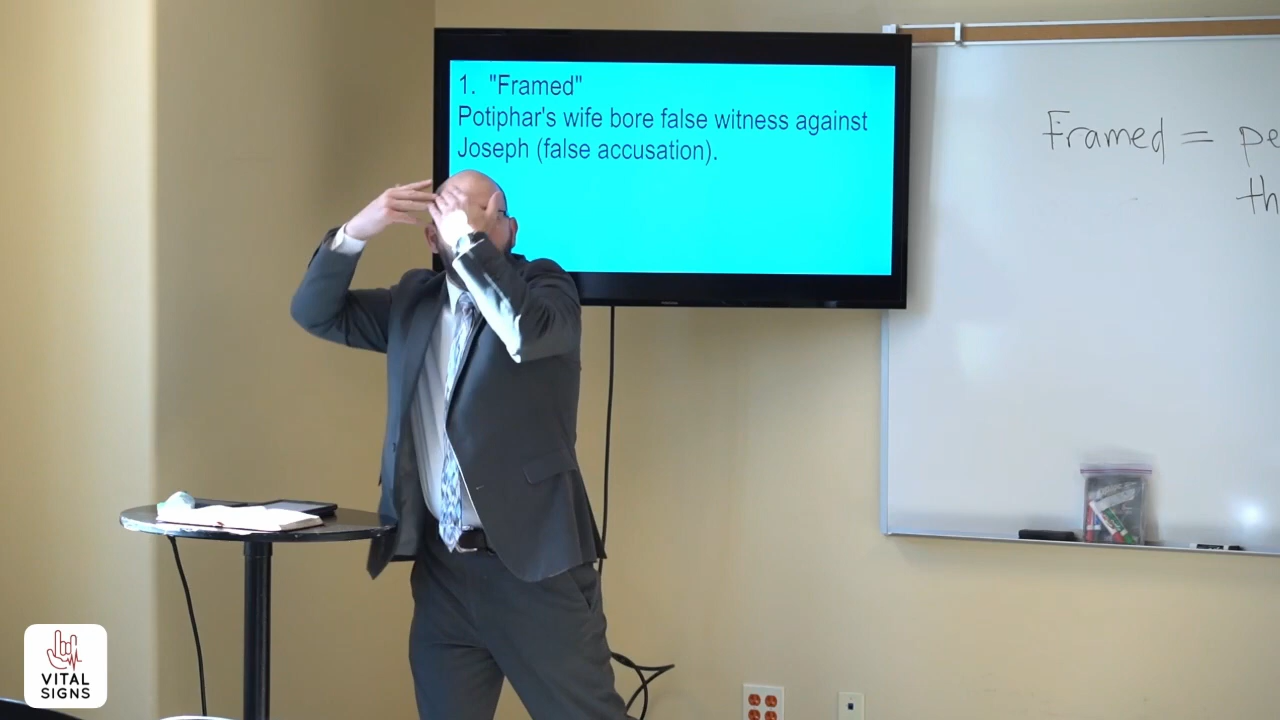 1. "Framed"
Potiphar's wife bore false witness against
Joseph (false accusation).
Framed =
VITAL
SIGNS